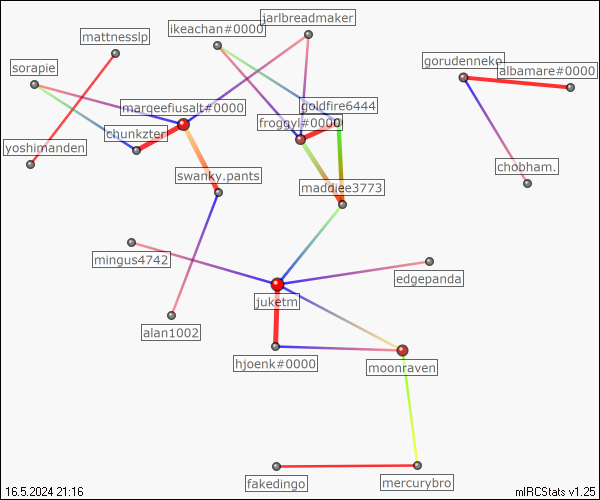 jarlbreadmaker
ikeachan#0000
mattnesslp
gorudenneko
sorapie
albamare#0000
marqeefiusalt#0000
goldfire6444
froggyl#0000
chunkzter
yoshimanden
chobham.
swanky.pants
maddiee3773
mingus4742
edgepanda
juketm
alan1002
hjoenk#0000
moonraven
fakedingo
mercurybro
16.5.2024 21:16
mIRCStats v1.25